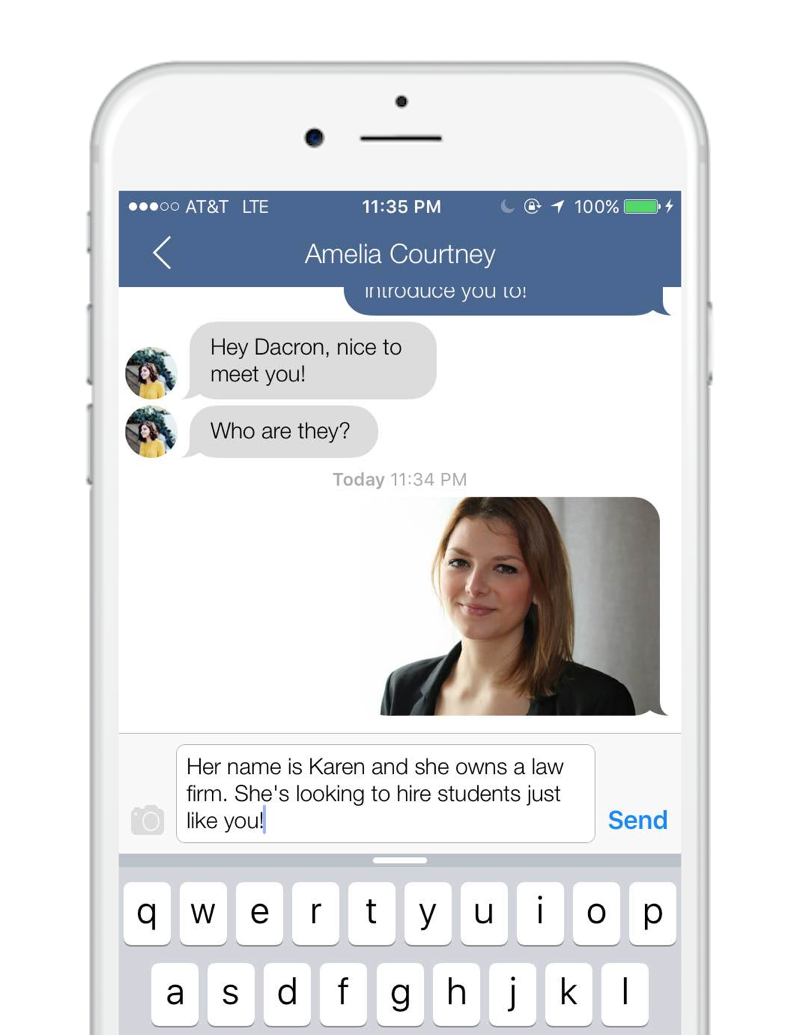 AT&T LTE 11:35 PM 100%
Amelia Courtney
introduce you to!
Hey Dacron, nice to
meet you!
Who are they?
Today 11:34 PM
Her name is Karen and she owns a law
firm. She's looking to hire students just
like you!
Send
q w e r t y u i o p
a s d f g h j k l